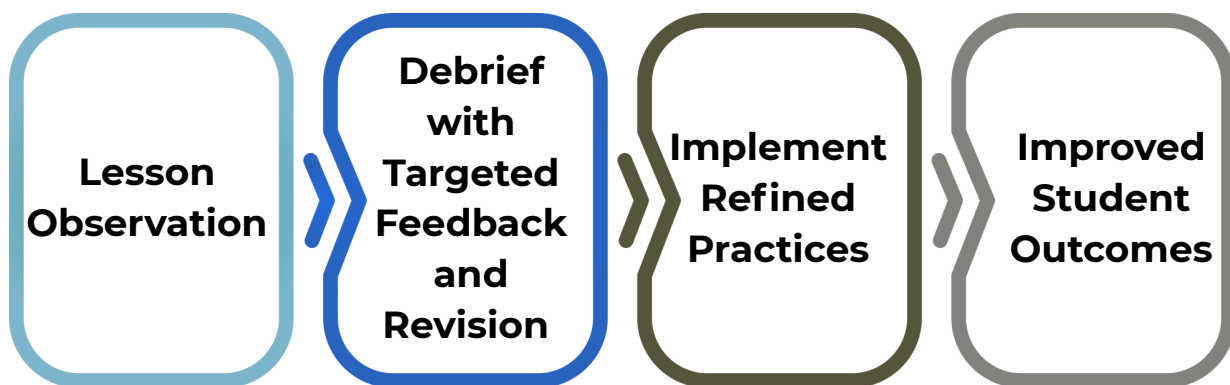 Lesson
Observation
Debrief
with
Targeted
Feedback
and
Revision
Implement
Refined
Practices
Improved
Student
Outcomes